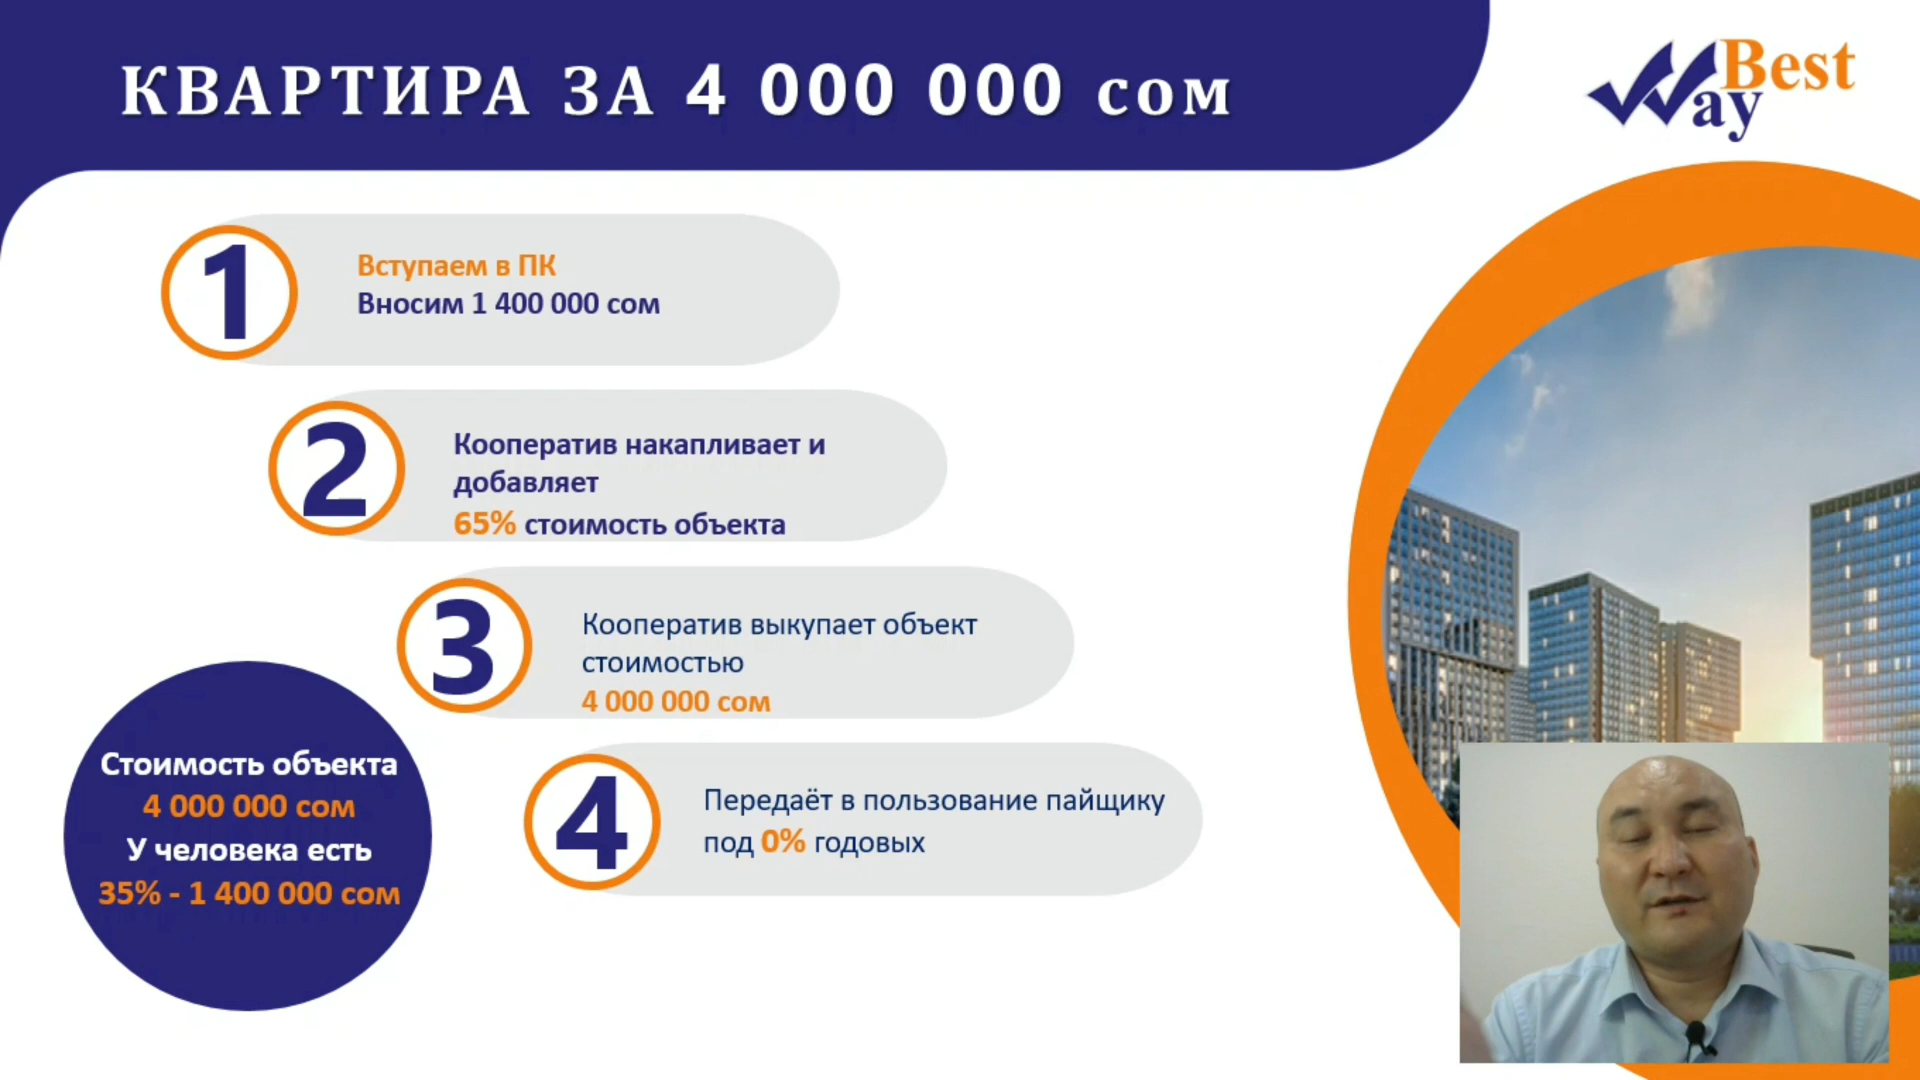 КВАРТИРА ЗА 4 000 000 сом
Best
Way
1
Вступаем в ПК
Вносим 1 400 000 сом
2
Кооператив накапливает и
добавляет
65% стоимость объекта
3
Кооператив выкупает объект
стоимостью
4 000 000 сом
4
Передаёт в пользование пайщику
под 0% годовых
Стоимость объекта
4 000 000 сом
У человека есть
35% - 1 400 000 сом